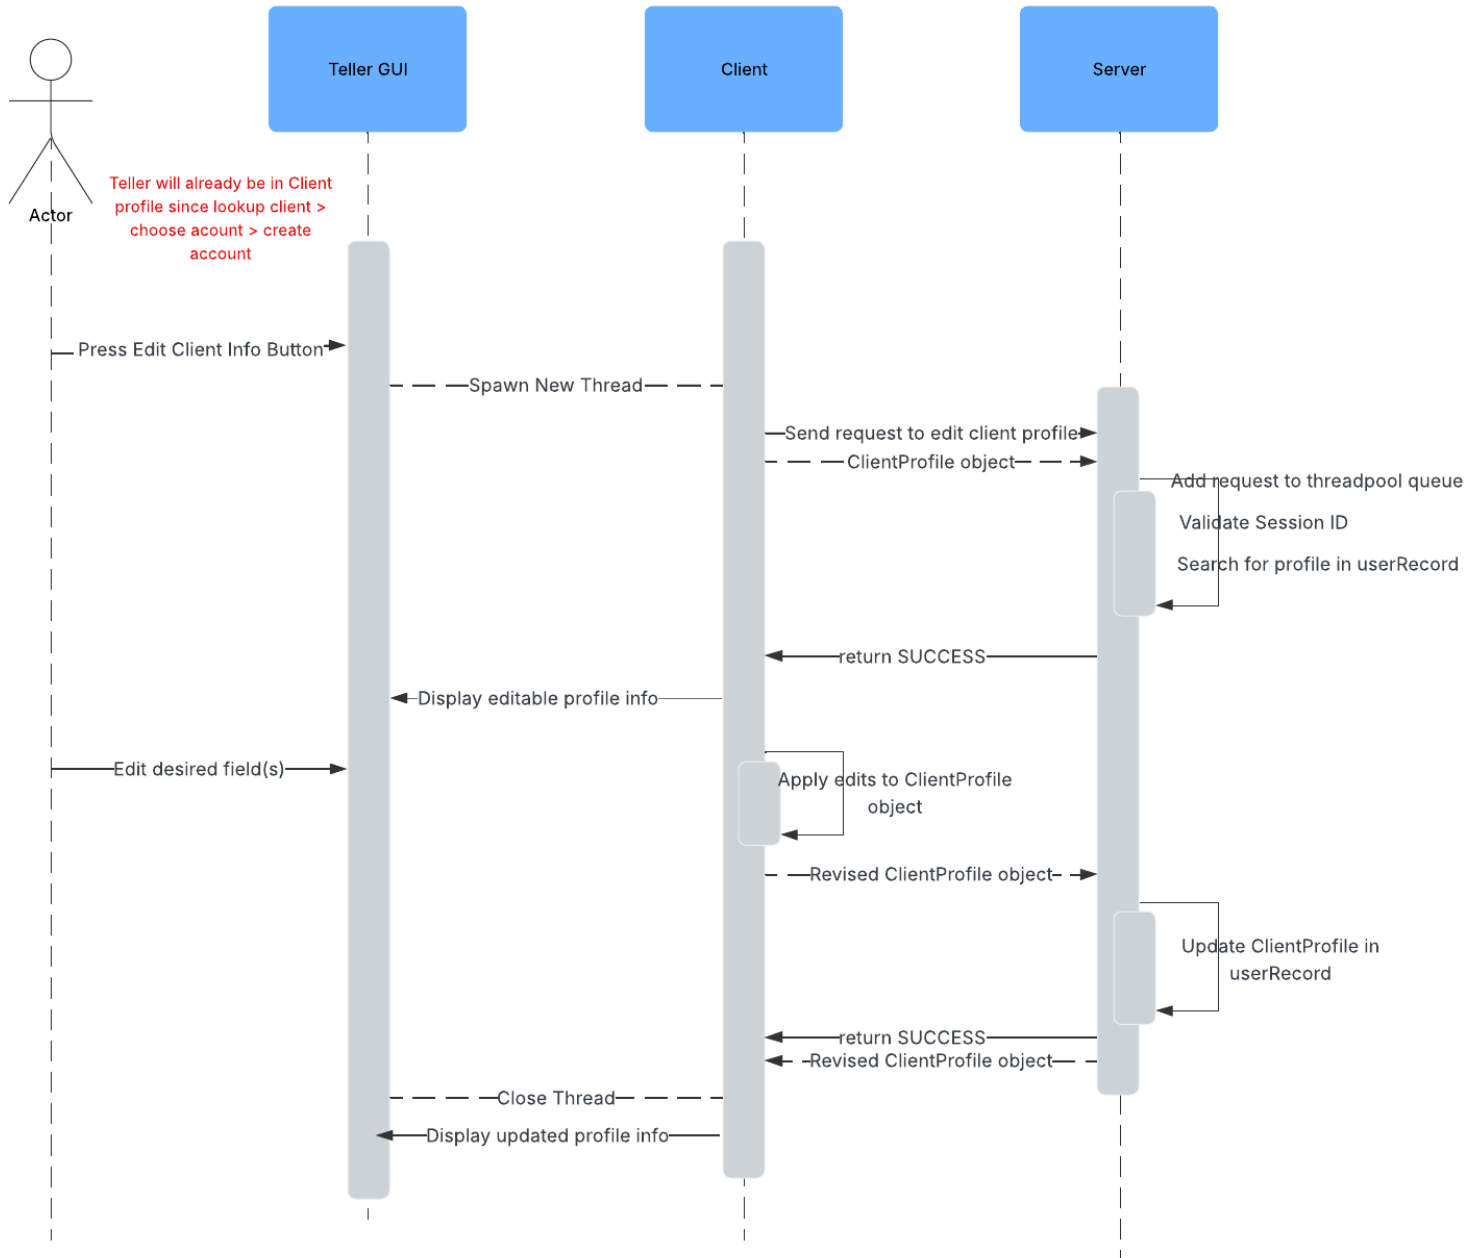 Teller GUI
Client
Server
Actor
Teller will already be in Client
profile since lookup client >
choose acount > create
account
Press Edit Client Info Button
Spawn New Thread
Send request to edit client profile
ClientProfile object
Add request to threadpool queue
Validate Session ID
Search for profile in userRecord
return SUCCESS
Display editable profile info
Edit desired field(s)
Apply edits to ClientProfile
object
Revised ClientProfile object
Update ClientProfile in
userRecord
return SUCCESS
Revised ClientProfile object
Close Thread
Display updated profile info